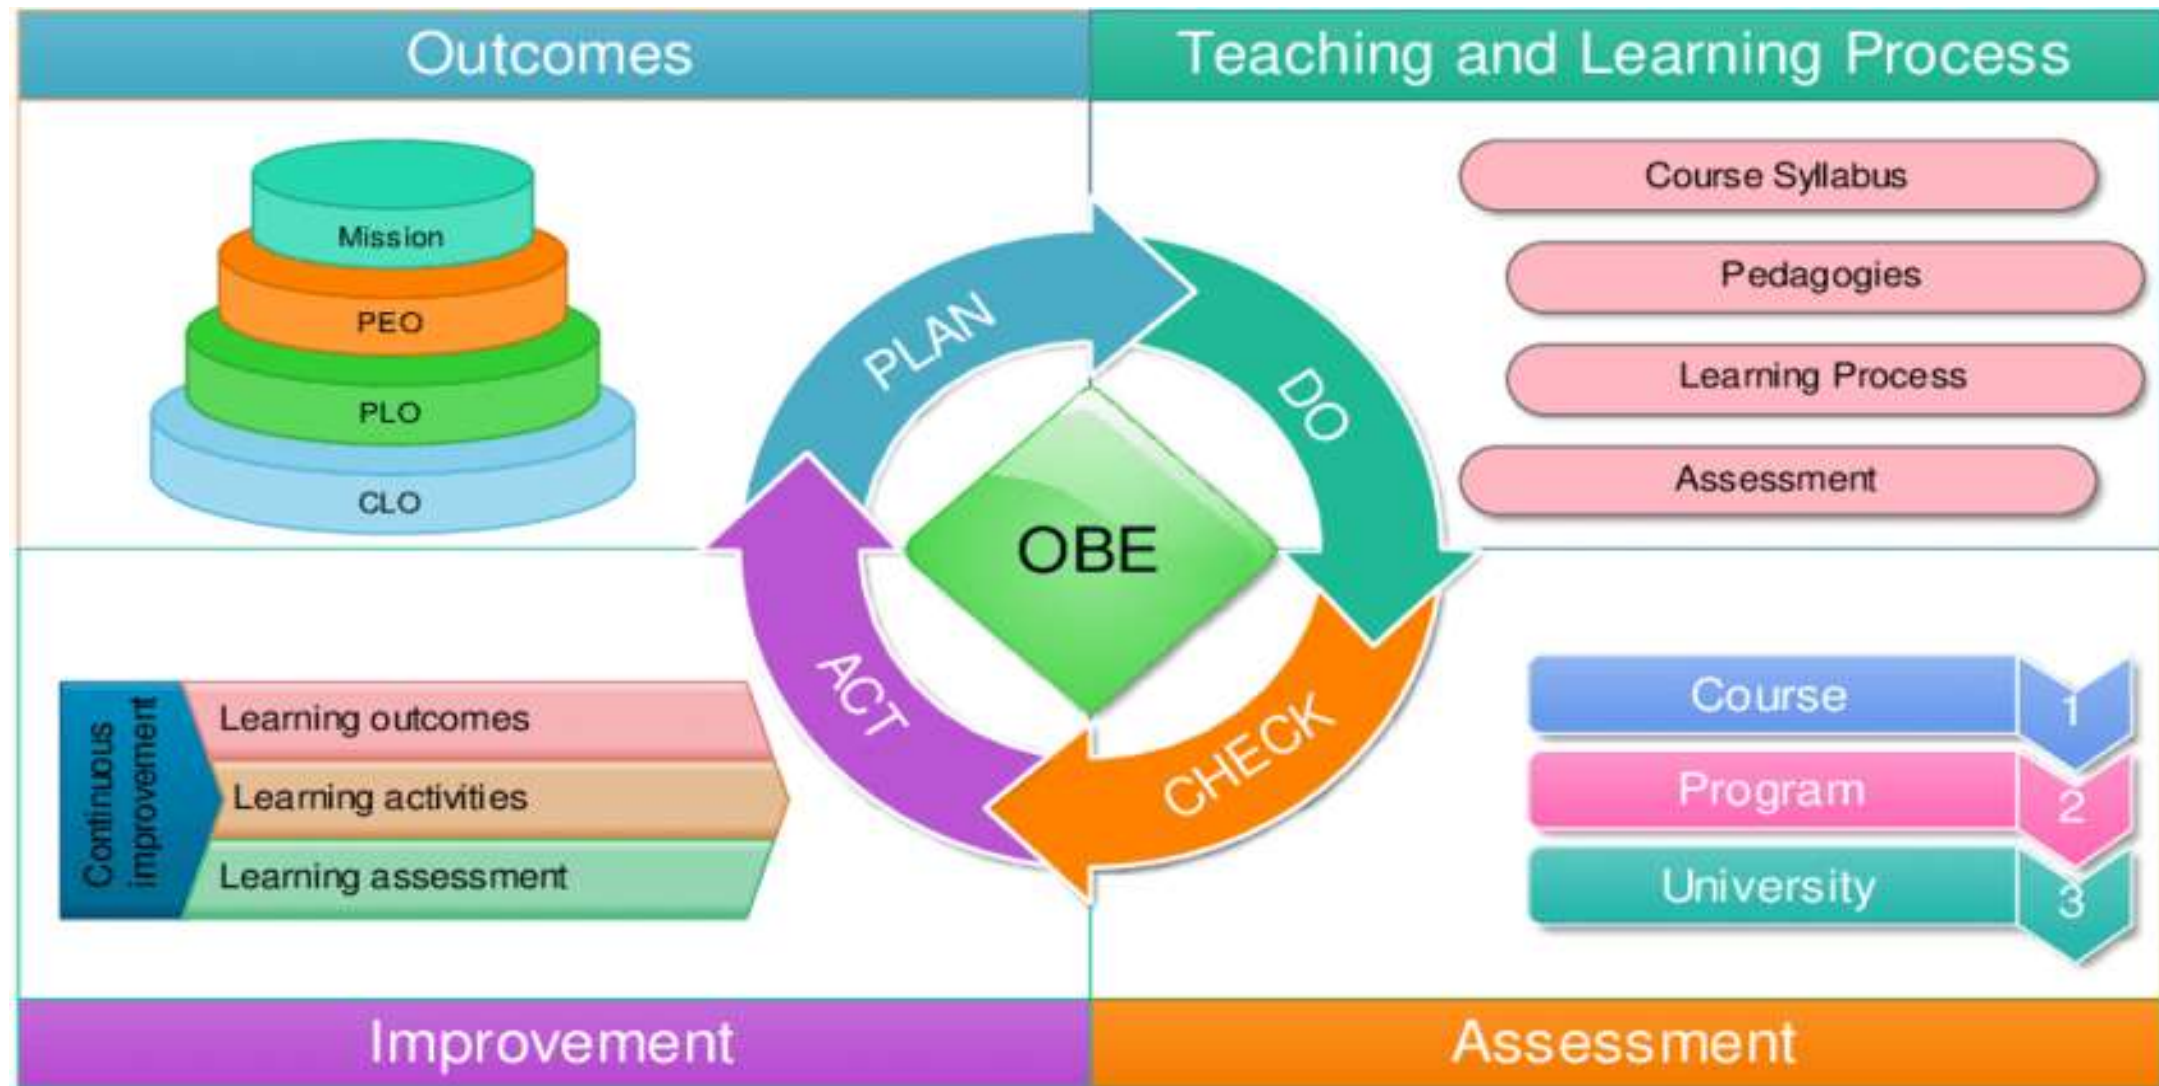 Outcomes
Teaching and Learning Process
Mission
PEO
PLO
CLO
Course Syllabus
Pedagogies
Learning Process
Assessment
PLAN
DO
CHECK
ACT
OBE
Continuous
improvement
Learning outcomes
Learning activities
Learning assessment
Course 1
Program 2
University 3
Improvement
Assessment